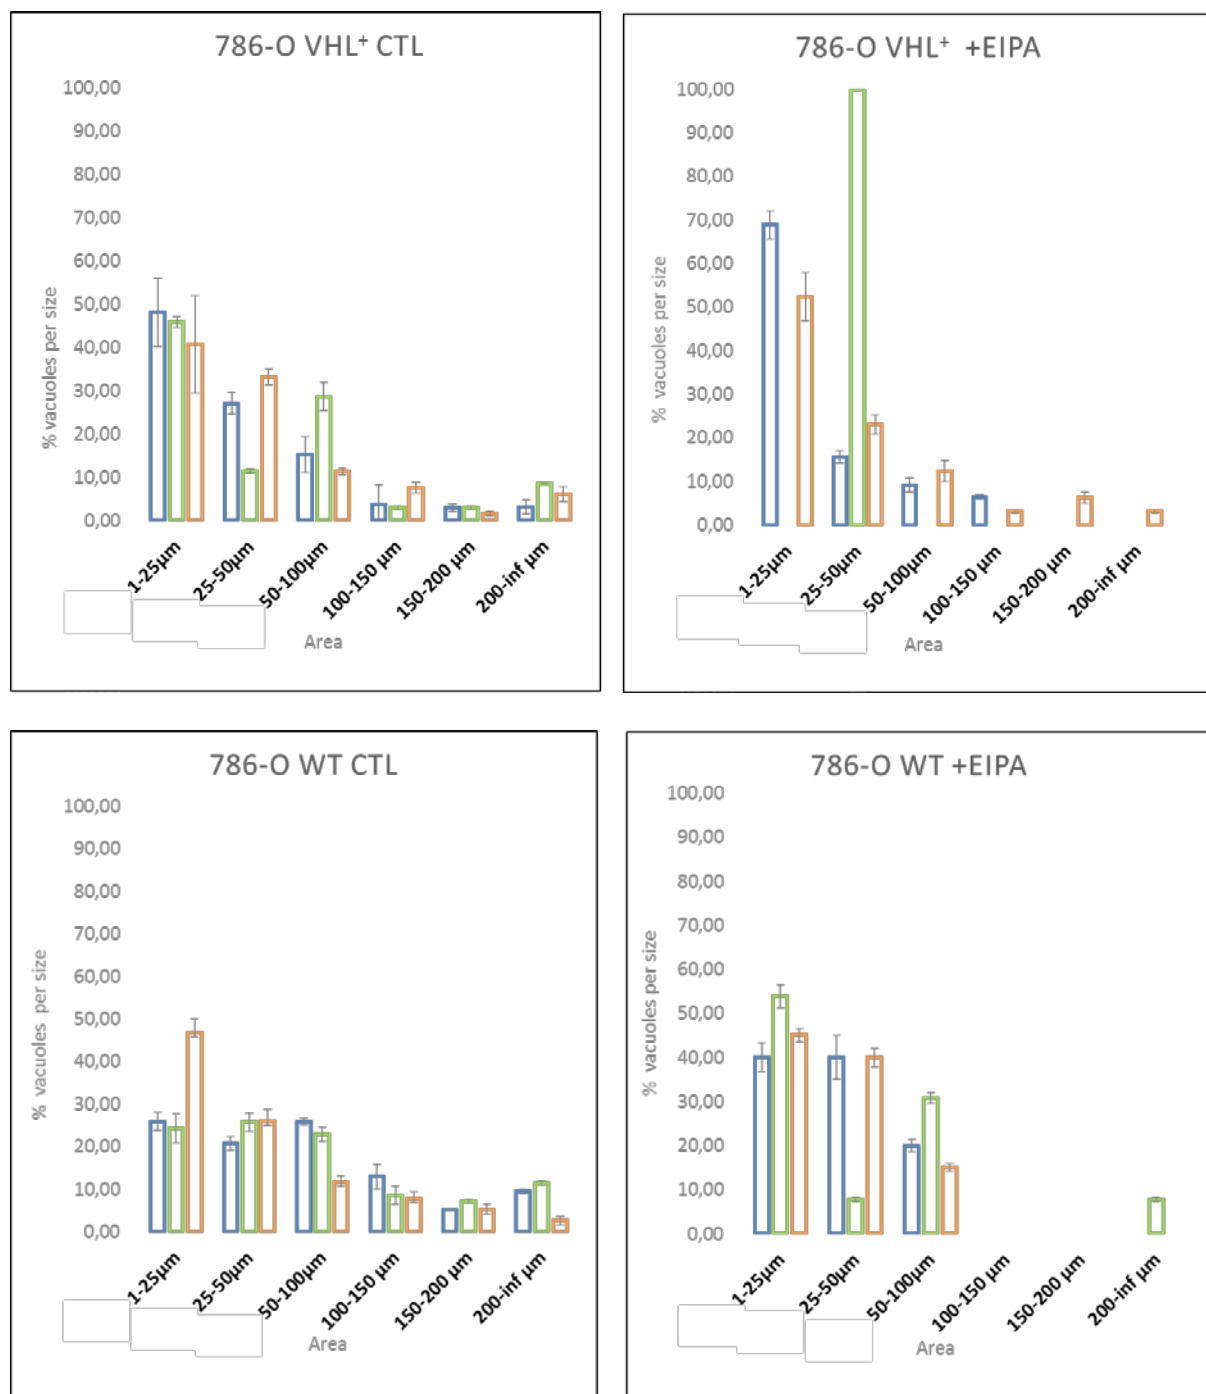 786-O VHL⁺ CTL
100,00
90,00
80,00
70,00
60,00
50,00
40,00
30,00
20,00
10,00
0,00
% vacuoles per size
1-25µm
25-50µm
50-100µm
100-150 µm
150-200 µm
200-inf µm
Area
786-O VHL⁺ +EIPA
100,00
90,00
80,00
70,00
60,00
50,00
40,00
30,00
20,00
10,00
0,00
% vacuoles per size
1-25µm
25-50µm
50-100µm
100-150 µm
150-200 µm
200-inf µm
Area
786-O WT CTL
100,00
90,00
80,00
70,00
60,00
50,00
40,00
30,00
20,00
10,00
0,00
% vacuoles per size
1-25µm
25-50µm
50-100µm
100-150 µm
150-200 µm
200-inf µm
Area
786-O WT +EIPA
100,00
90,00
80,00
70,00
60,00
50,00
40,00
30,00
20,00
10,00
0,00
% vacuoles per size
1-25µm
25-50µm
50-100µm
100-150 µm
150-200 µm
200-inf µm
Area